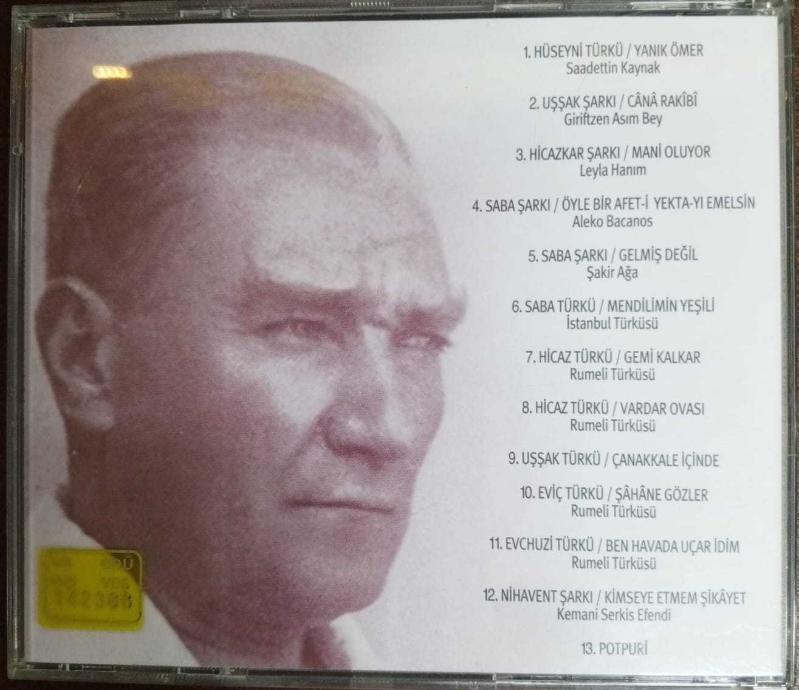 1. HÜSEYNİ TÜRKÜ / YANIK ÖMER
Saadettin Kaynak
2. UŞŞAK ŞARKI / CÂNÂ RAKÎBÎ
Giriftzen Asım Bey
3. HİCAZKAR ŞARKI / MANİ OLUYOR
Leyla Hanım
4. SABA ŞARKI / ÖYLE BİR AFET-İ YEKTA-YI EMELSİN
Aleko Bacanos
5. SABA ŞARKI / GELMİŞ DEĞİL
Şakir Ağa
6. SABA TÜRKÜ / MENDİLİMİN YEŞİLİ
İstanbul Türküsü
7. HİCAZ TÜRKÜ / GEMİ KALKAR
Rumeli Türküsü
8. HİCAZ TÜRKÜ / VARDAR OVASI
Rumeli Türküsü
9. UŞŞAK TÜRKÜ / ÇANAKKALE İÇİNDE
10. EVİÇ TÜRKÜ / ŞÂHÂNE GÖZLER
Rumeli Türküsü
11. EVCHUZİ TÜRKÜ / BEN HAVADA UÇAR İDİM
Rumeli Türküsü
12. NİHAVENT ŞARKI / KİMSEYE ETMEM ŞİKÂYET
Kemani Serkis Efendi
13. POTPURİ